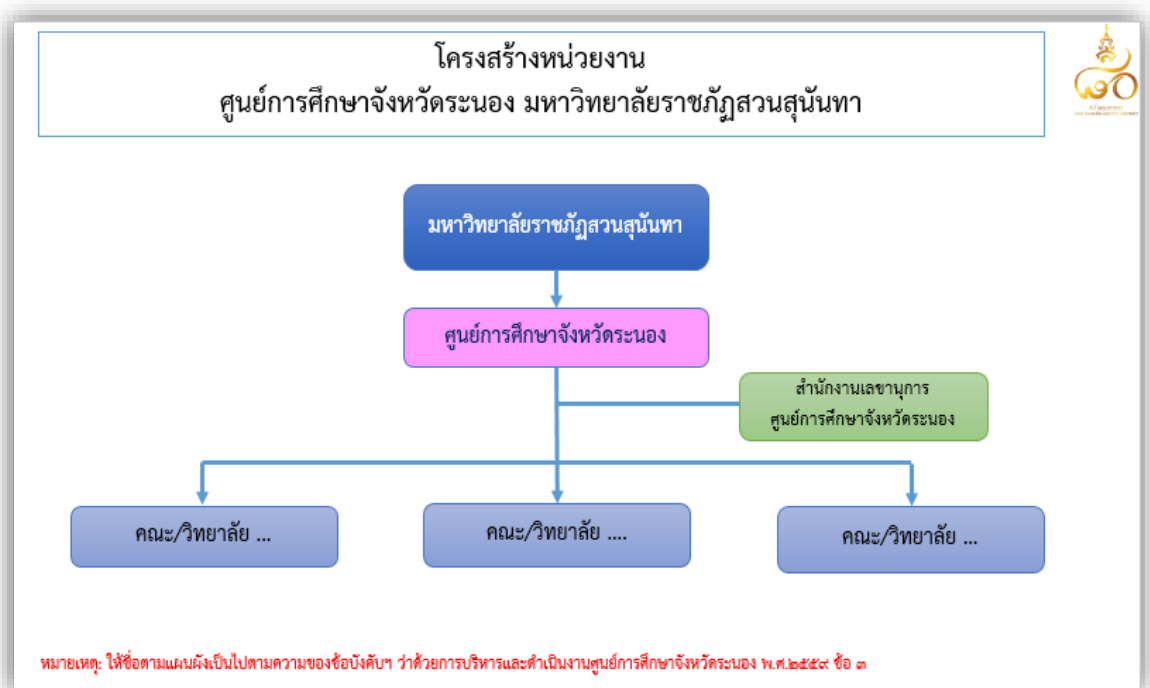 โครงสร้างหน่วยงาน
ศูนย์การศึกษาจังหวัดระนอง มหาวิทยาลัยราชภัฏสวนสุนันทา
มหาวิทยาลัยราชภัฏสวนสุนันทา
ศูนย์การศึกษาจังหวัดระนอง
สำนักงานเลขานุการ
ศูนย์การศึกษาจังหวัดระนอง
คณะ/วิทยาลัย ...
คณะ/วิทยาลัย ....
คณะ/วิทยาลัย ...
หมายเหตุ: ให้ชื่อตามแผนผังเป็นไปตามความของข้อบังคับฯ ว่าด้วยการบริหารและดำเนินงานศูนย์การศึกษาจังหวัดระนอง พ.ศ.๒๕๕๙ ข้อ ๓